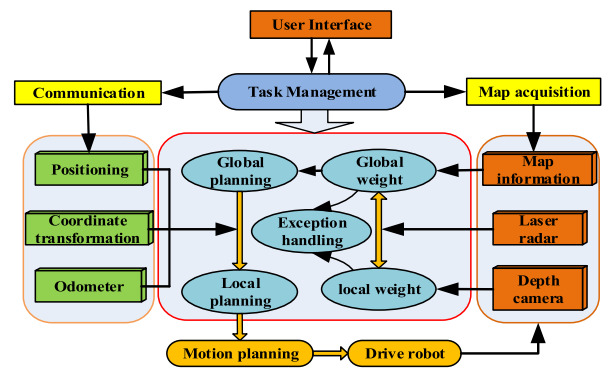 User Interface
Communication
Task Management
Map acquisition
Positioning
Global
planning
Global
weight
Map
information
Coordinate
transformation
Exception
handling
Laser
radar
Odometer
Local
planning
local weight
Depth
camera
Motion planning
Drive robot